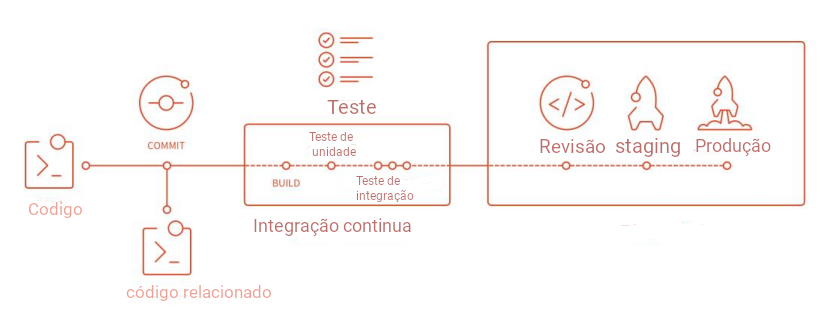 Teste
COMMIT
Teste de
unidade
Revisão
staging
Produção
BUILD
Teste de
integração
Codigo
Integração continua
código relacionado